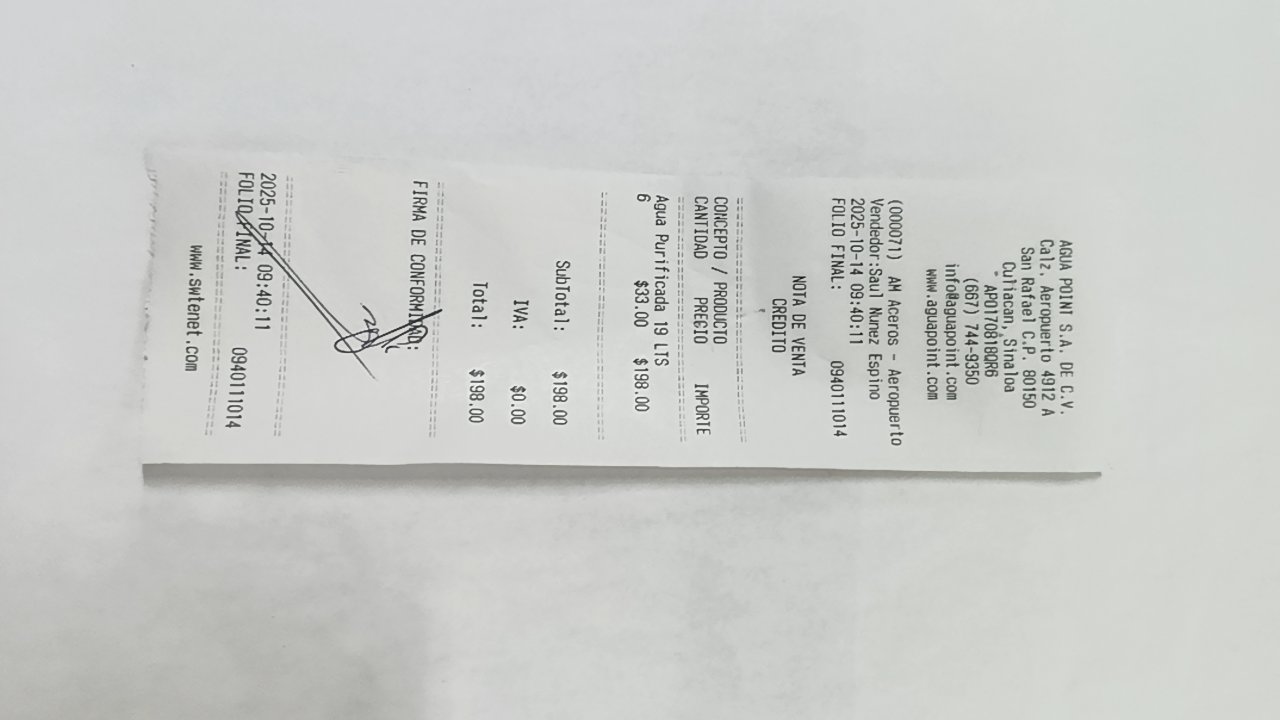 AGUA POINT S.A. DE C.V.
Calz. Aeropuerto 4912 A
San Rafael C.P. 80150
Culiacan, Sinaloa
APO170818QR6
(667) 744-9350
info@aguapoint.com
www.aguapoint.com
(000071) AM Aceros - Aeropuerto
Vendedor:Saul Nunez Espino
2025-10-14 09:40:11
FOLIO FINAL: 0940111014
NOTA DE VENTA
CREDITO
CONCEPTO / PRODUCTO
CANTIDAD PRECIO IMPORTE
Agua Purificada 19 LTS
6 $33.00 $198.00
SubTotal: $198.00
IVA: $0.00
Total: $198.00
FIRMA DE CONFORMIDAD:
2025-10-14 09:40:11
FOLIO FINAL: 0940111014
www.swtenet.com